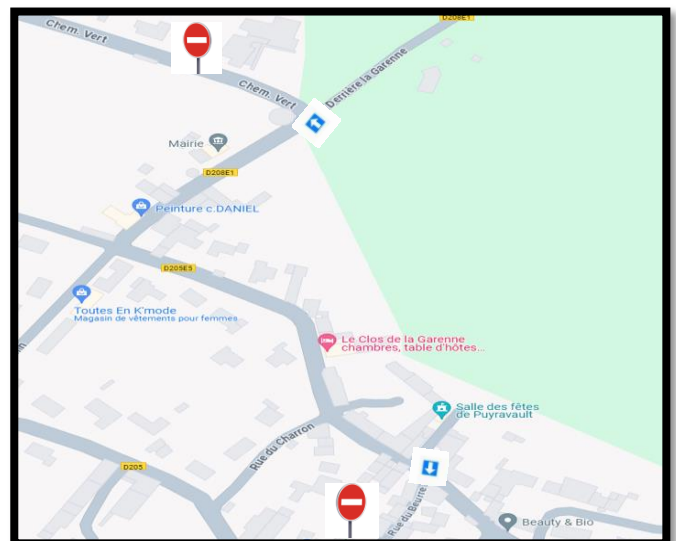 D208E1
Chem. Vert
Chem. Vert
Derrière la Garenne
Mairie
D208E1
Peinture c.DANIEL
D205E5
Toutes En K'mode
Magasin de vêtements pour femmes
Le Clos de la Garenne
chambres, table d'hôtes...
Salle des fêtes
de Puyravault
Rue du Charron
D205
Rue du Beurre
Beauty & Bio